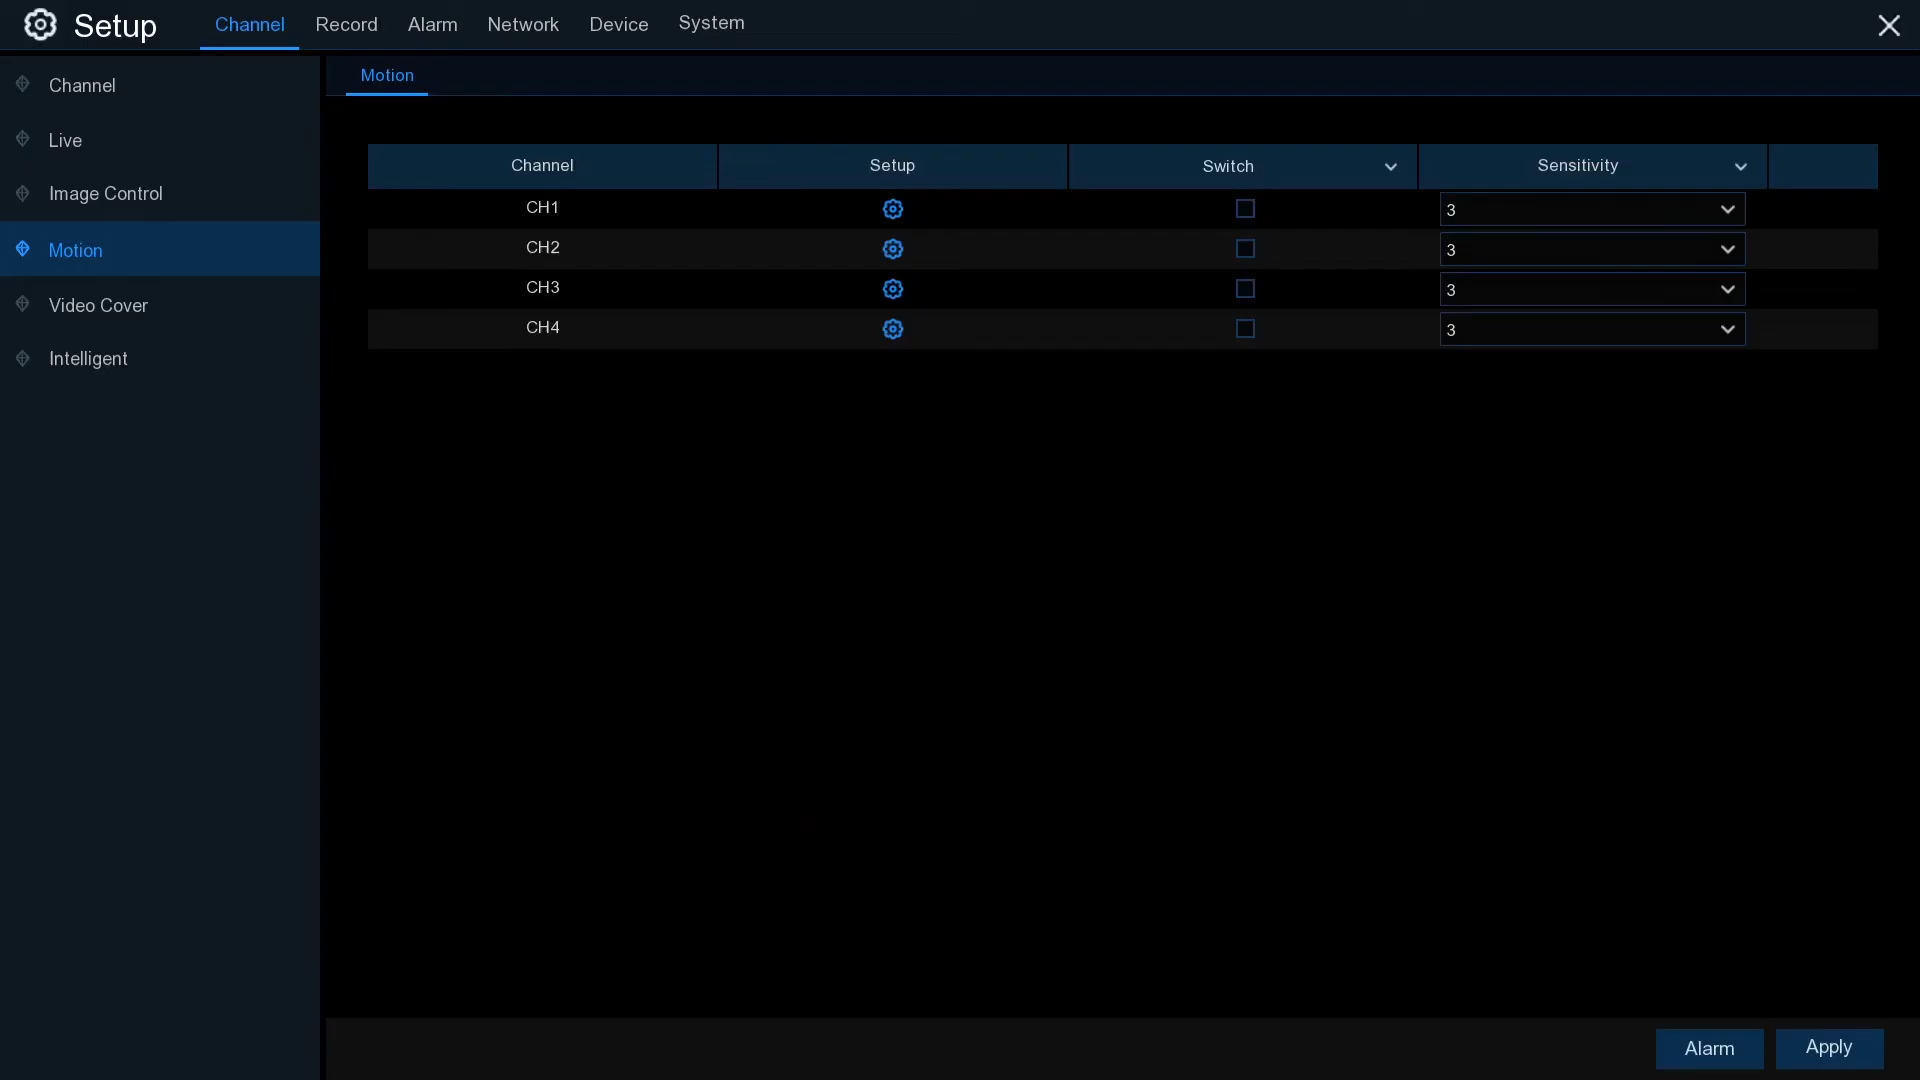 Setup Channel Record Alarm Network Device System
Channel
Live
Image Control
Motion
Video Cover
Intelligent
Motion
Channel Setup Switch Sensitivity
CH1 3
CH2 3
CH3 3
CH4 3
Alarm Apply